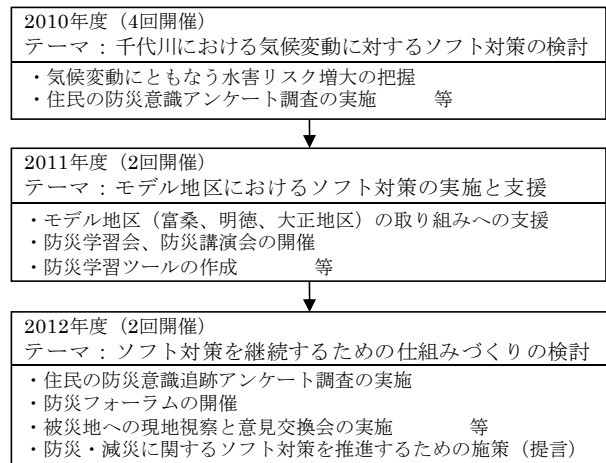 2010年度（4回開催）
テーマ：千代川における気候変動に対するソフト対策の検討
・気候変動にともなう水害リスク増大の把握
・住民の防災意識アンケート調査の実施　　　等
2011年度（2回開催）
テーマ：モデル地区におけるソフト対策の実施と支援
・モデル地区（富桑、明徳、大正地区）の取り組みへの支援
・防災学習会、防災講演会の開催
・防災学習ツールの作成　　　　等
2012年度（2回開催）
テーマ：ソフト対策を継続するための仕組みづくりの検討
・住民の防災意識追跡アンケート調査の実施
・防災フォーラムの開催
・被災地への現地視察と意見交換会の実施　　　　等
・防災・減災に関するソフト対策を推進するための施策（提言）